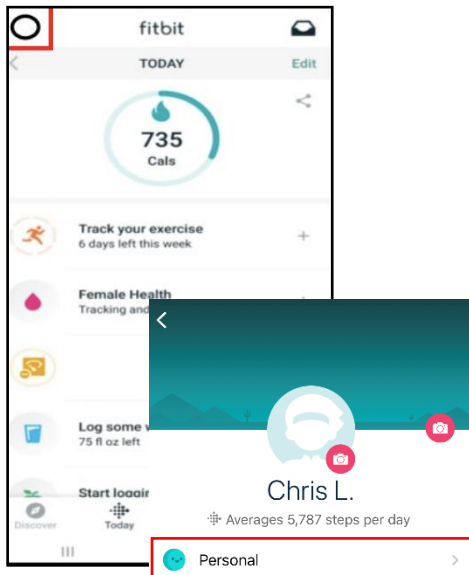 fitbit
TODAY
Edit
735
Cals
Track your exercise
6 days left this week
Female Health
Tracking and
Log some
75 fl oz left
Start
Discover
Today
Chris L.
Averages 5,787 steps per day
Personal